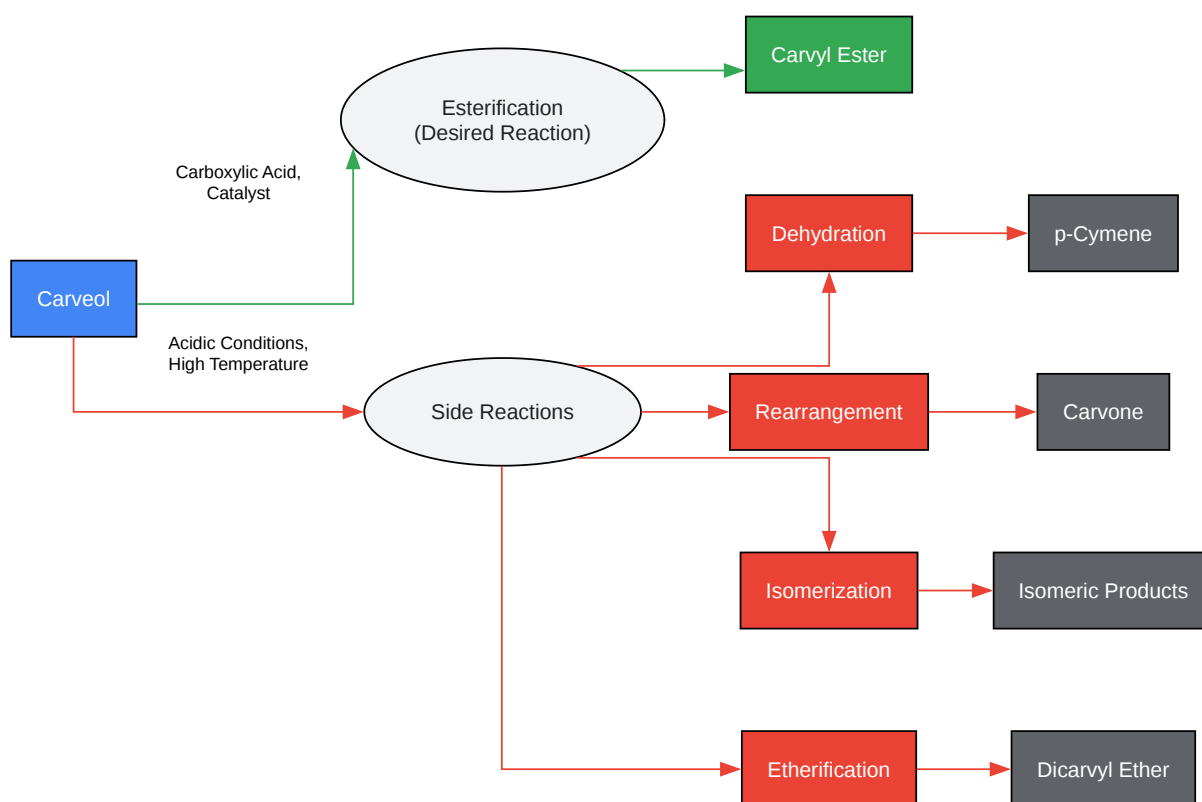 Carvyl Ester
Esterification
(Desired Reaction)
Carboxylic Acid,
Catalyst
Dehydration
p-Cymene
Carveol
Acidic Conditions,
High Temperature
Side Reactions
Rearrangement
Carvone
Isomerization
Isomeric Products
Etherification
Dicarvyl Ether